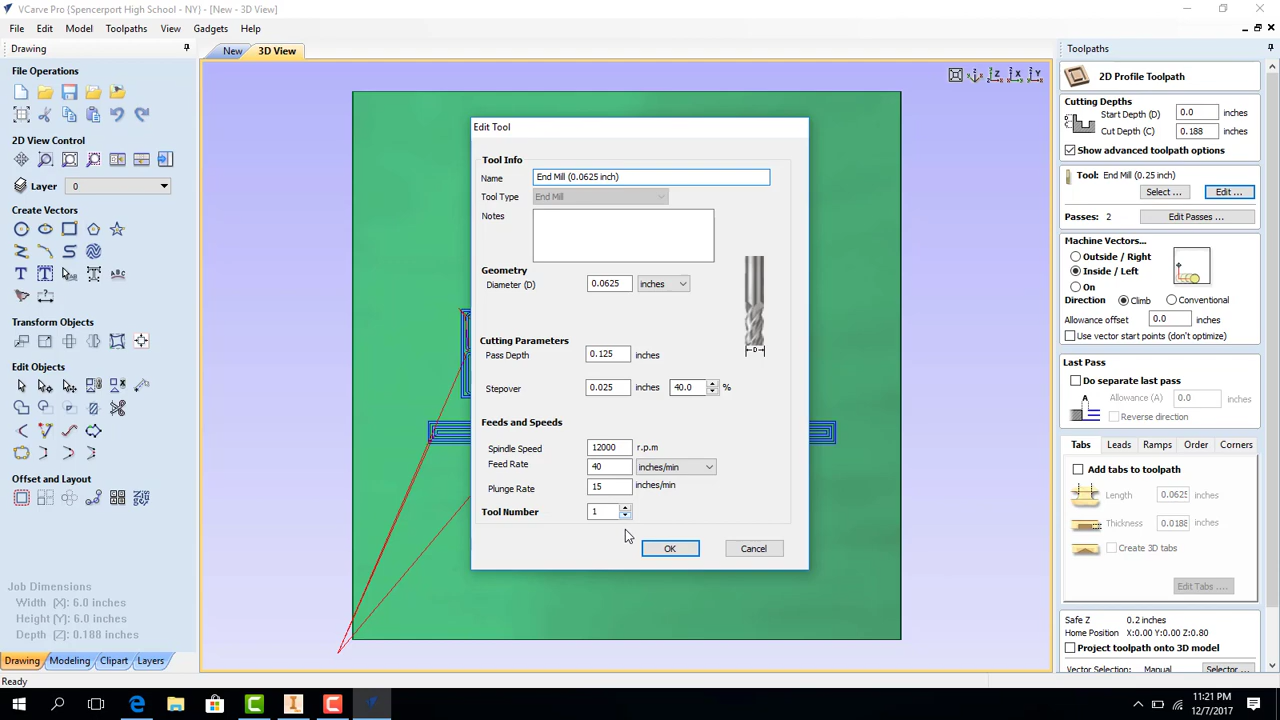 VCarve Pro {Spencerport High School - NY} - [New - 3D View]
File Edit Model Toolpaths View Gadgets Help
Drawing
File Operations
2D View Control
Layer 0
Create Vectors
Transform Objects
Edit Objects
Offset and Layout
Job Dimensions
Width (X): 6.0 inches
Height (Y): 6.0 inches
Depth (Z): 0.188 inches
Drawing Modeling Clipart Layers
Ready
New 3D View
Edit Tool
Tool Info
Name End Mill (0.0625 inch)
Tool Type End Mill
Notes
Geometry
Diameter (D) 0.0625 inches
D
Cutting Parameters
Pass Depth 0.125 inches
Stepover 0.025 inches 40.0 %
Feeds and Speeds
Spindle Speed 12000 r.p.m
Feed Rate 40 inches/min
Plunge Rate 15 inches/min
Tool Number 1
OK Cancel
Toolpaths
2D Profile Toolpath
Cutting Depths
Start Depth (D) 0.0 inches
Cut Depth (C) 0.188 inches
Show advanced toolpath options
Tool: End Mill (0.25 inch)
Select ... Edit ...
Passes: 2 Edit Passes ...
Machine Vectors...
Outside / Right
Inside / Left
On
Direction Climb Conventional
Allowance offset 0.0 inches
Use vector start points (don't optimize)
Last Pass
Do separate last pass
Allowance (A) 0.0 inches
Reverse direction
Tabs Leads Ramps Order Corners
Add tabs to toolpath
Length 0.0625 inches
Thickness 0.0188 inches
Create 3D tabs
Edit Tabs ....
Safe Z 0.2 inches
Home Position X:0.00 Y:0.00 Z:0.80
Project toolpath onto 3D model
Vector Selection: Manual Selector ...
11:21 PM
12/7/2017